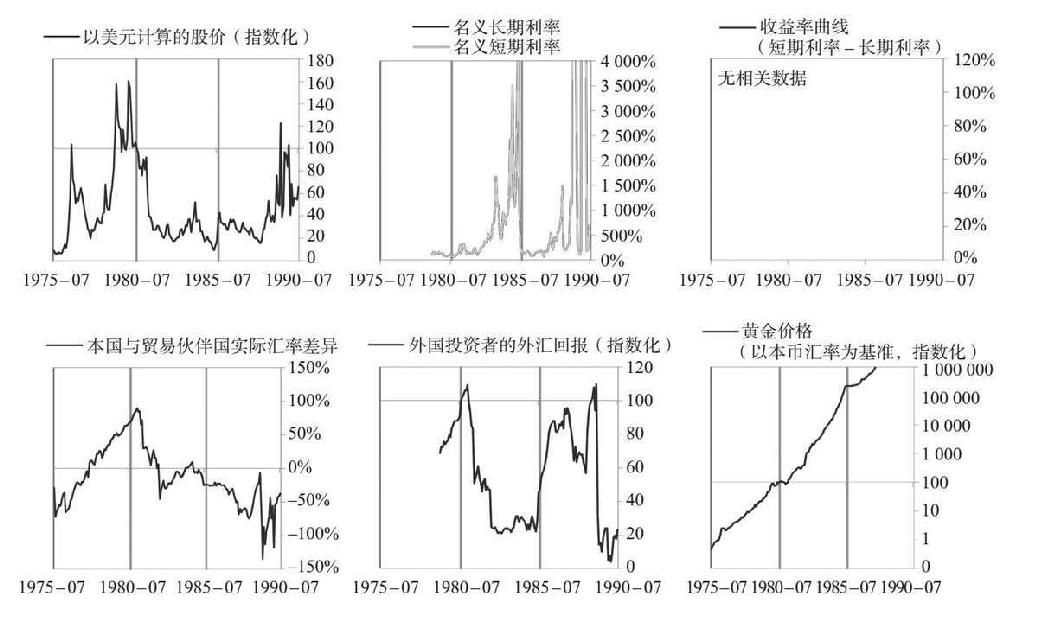 以美元计算的股价（指数化）
180
160
140
120
100
80
60
40
20
0
1975-07 1980-07 1985-07 1990-07
名义长期利率
名义短期利率
4 000%
3 500%
3 000%
2 500%
2 000%
1 500%
1 000%
500%
0%
1975-07 1980-07 1985-07 1990-07
收益率曲线
（短期利率-长期利率）
无相关数据
120%
100%
80%
60%
40%
20%
0%
1975-07 1980-07 1985-07 1990-07
本国与贸易伙伴国实际汇率差异
150%
100%
50%
0%
-50%
-100%
-150%
1975-07 1980-07 1985-07 1990-07
外国投资者的外汇回报（指数化）
120
100
80
60
40
20
0
1975-07 1980-07 1985-07 1990-07
黄金价格
（以本币汇率为基准，指数化）
1 000 000
100 000
10 000
1 000
100
10
1
0
1975-07 1980-07 1985-07 1990-07